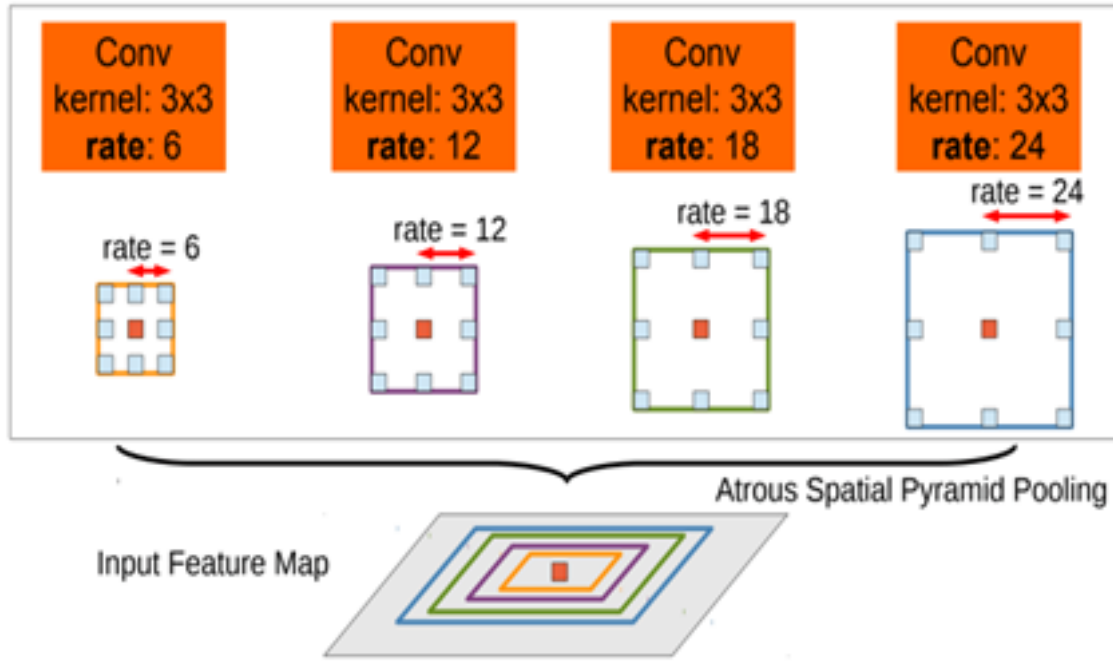 Conv
kernel: 3x3
rate: 6
Conv
kernel: 3x3
rate: 12
Conv
kernel: 3x3
rate: 18
Conv
kernel: 3x3
rate: 24
rate = 6
rate = 12
rate = 18
rate = 24
Atrous Spatial Pyramid Pooling
Input Feature Map